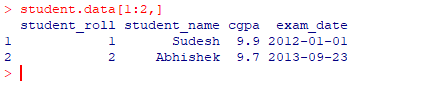 > student.data[1:2,]
  student_roll student_name cgpa  exam_date
1            1       Sudesh  9.9 2012-01-01
2            2     Abhishek  9.7 2013-09-23
>